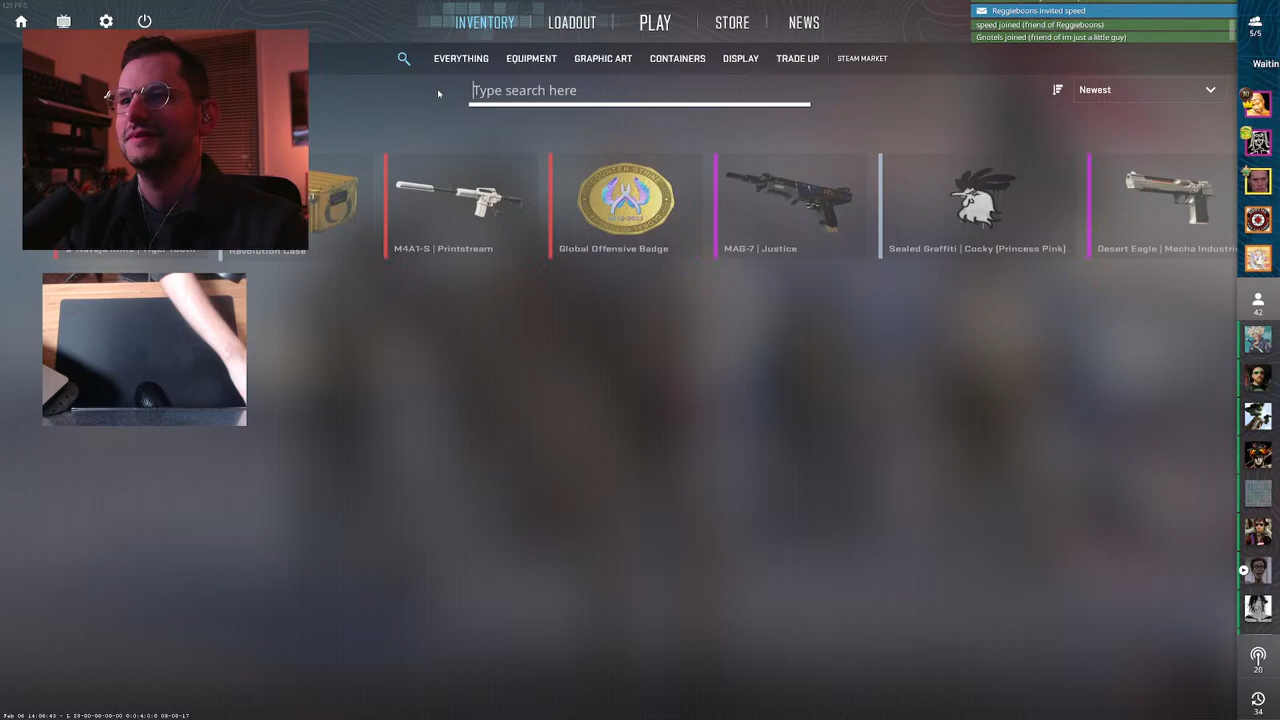 120 FPS
INVENTORY
LOADOUT
PLAY
STORE
NEWS
Reggieboons invited speed
speed joined (friend of Reggieboons)
Gnotels joined (friend of im just a little guy)
5/5
Waitin
EVERYTHING
EQUIPMENT
GRAPHIC ART
CONTAINERS
DISPLAY
TRADE UP
STEAM MARKET
Type search here
Newest
Revolution Case
M4A1-S | Printstream
Global Offensive Badge
MAG-7 | Justice
Sealed Graffiti | Cocky (Princess Pink)
Desert Eagle | Mecha Industri
42
20
34